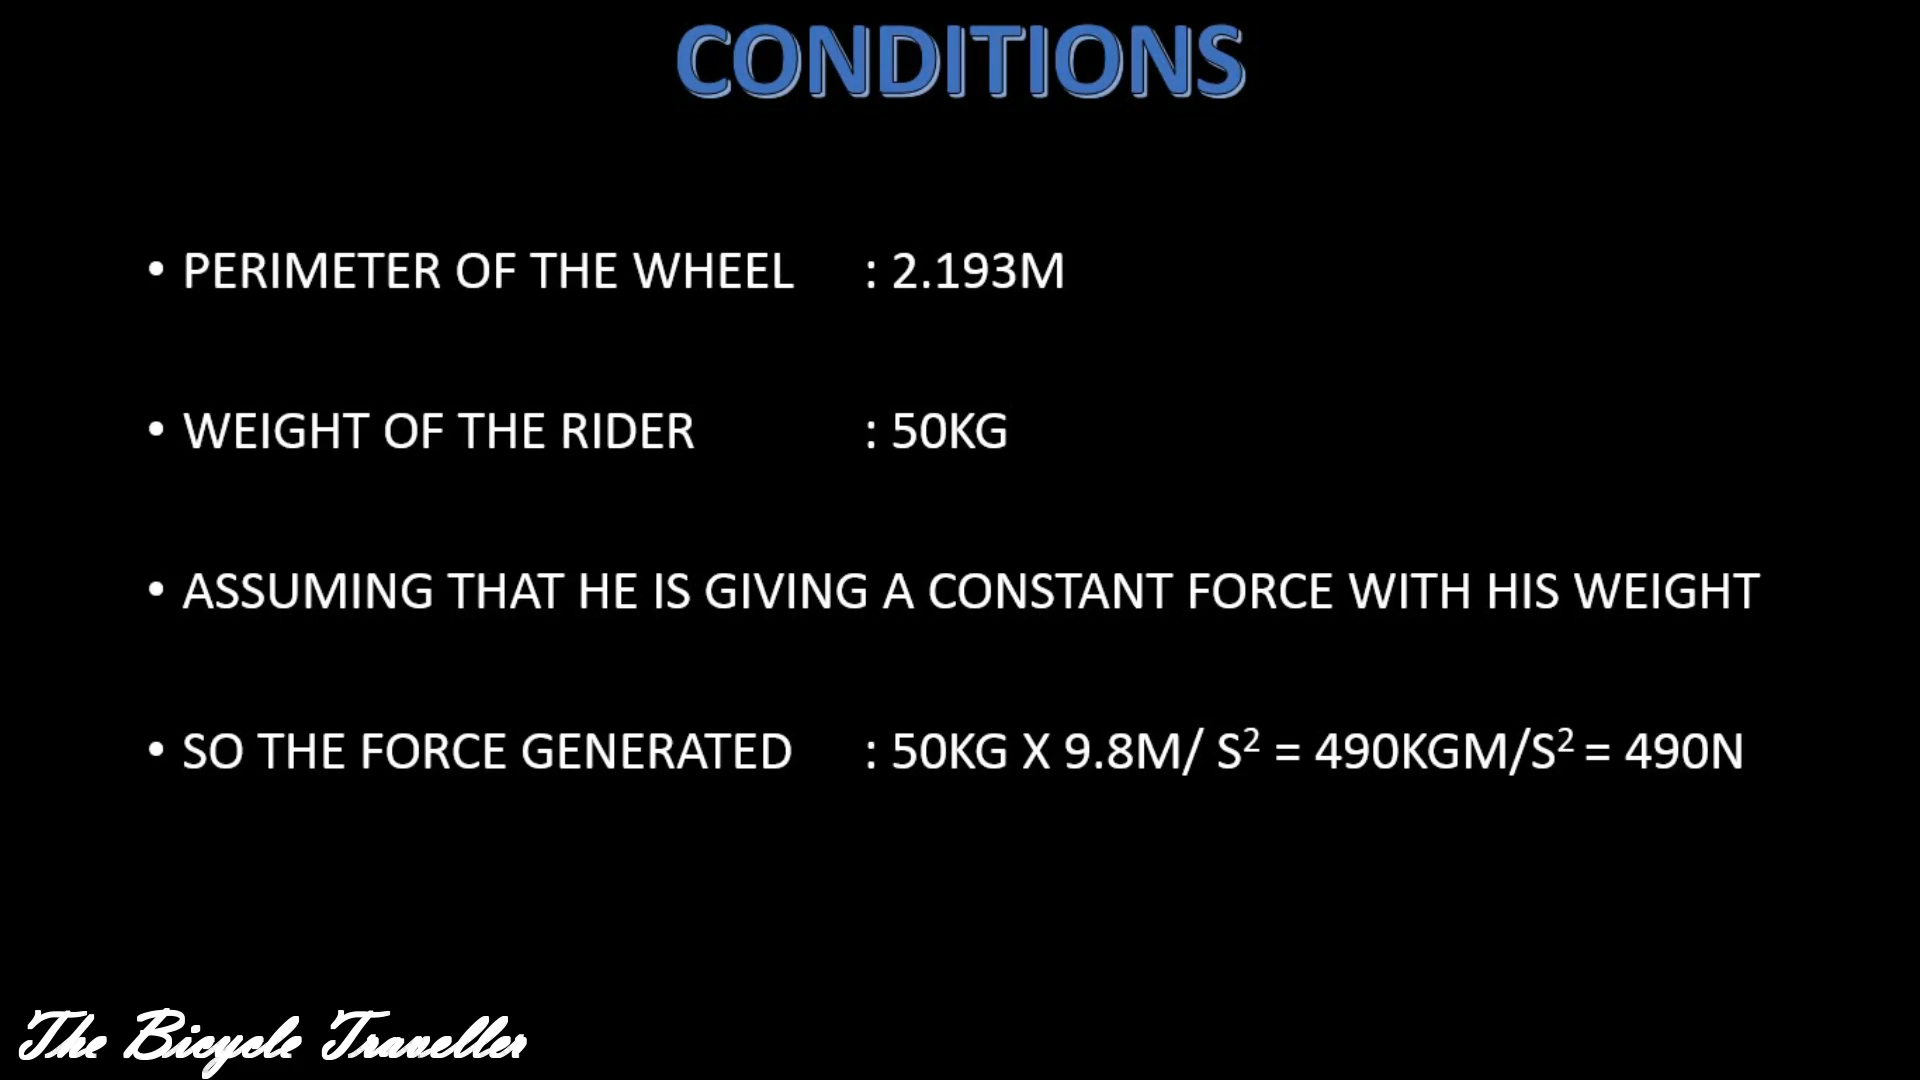 CONDITIONS
• PERIMETER OF THE WHEEL : 2.193M
• WEIGHT OF THE RIDER : 50KG
• ASSUMING THAT HE IS GIVING A CONSTANT FORCE WITH HIS WEIGHT
• SO THE FORCE GENERATED : 50KG X 9.8M/ S² = 490KGM/S² = 490N
The Bicycle Traveller